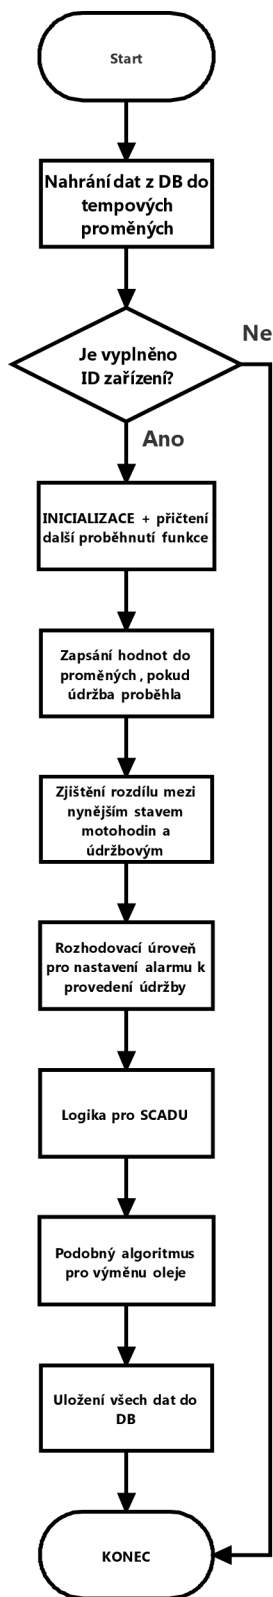 Start
Nahrání dat z DB do
tempových
proměných
Je vyplněno
ID zařízení?
Ne
Ano
INICIALIZACE + přičtení
další proběhnutí funkce
Zapsání hodnot do
proměných, pokud
údržba proběhla
Zjištění rozdílu mezi
nynějším stavem
motohodin a
údržbovým
Rozhodovací úroveň
pro nastavení alarmu k
provedení údržby
Logika pro SCADU
Podobný algoritmus
pro výměnu oleje
Uložení všech dat do
DB
KONEC